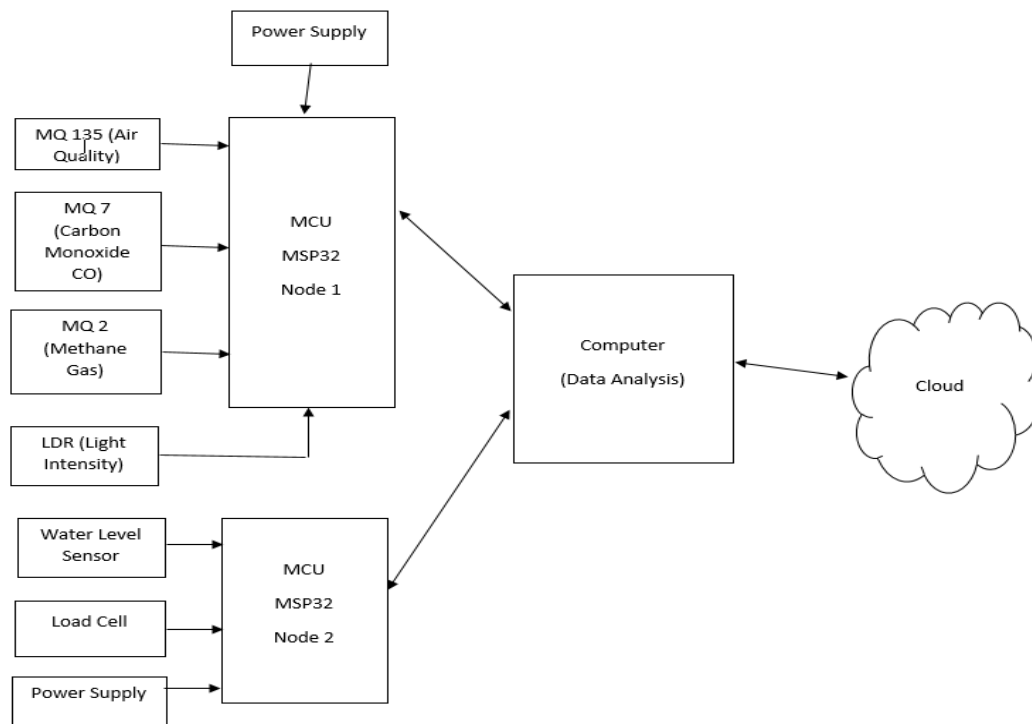 Power Supply
MQ 135 (Air
Quality)
MQ 7
(Carbon
Monoxide
CO)
MQ 2
(Methane
Gas)
LDR (Light
Intensity)
MCU
MSP32
Node 1
Water Level
Sensor
Load Cell
Power Supply
MCU
MSP32
Node 2
Computer
(Data Analysis)
Cloud